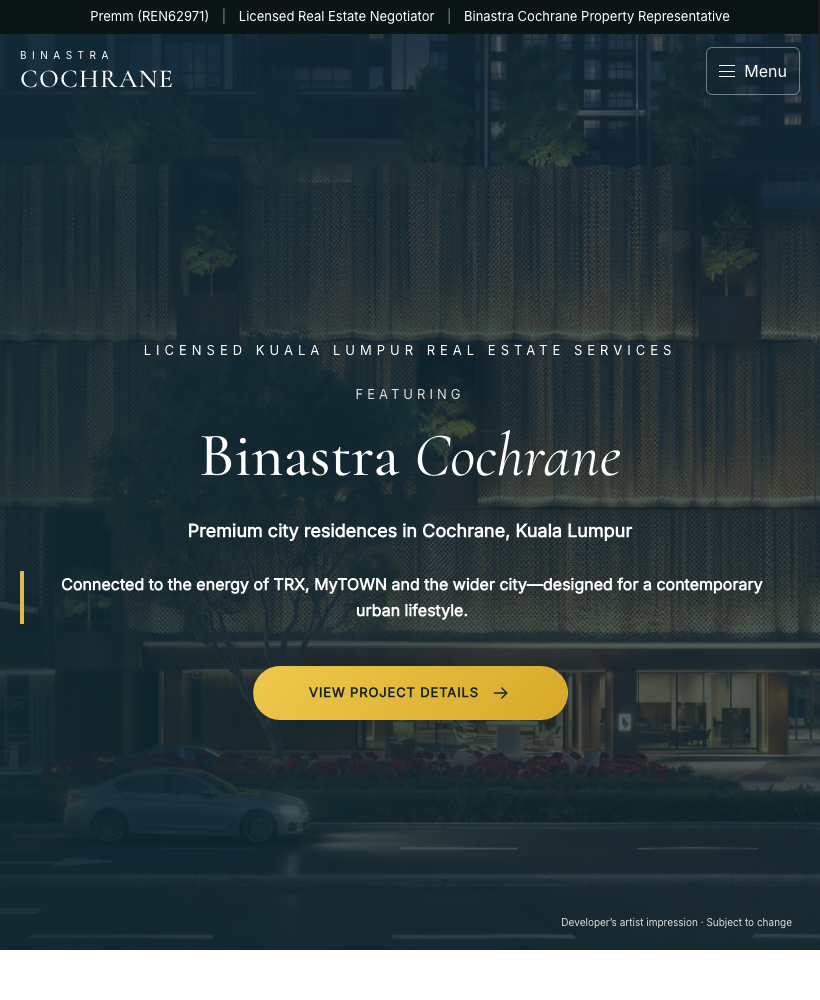 Premm (REN62971) | Licensed Real Estate Negotiator | Binastra Cochrane Property Representative
BINASTRA
COCHRANE
Menu
LICENSED KUALA LUMPUR REAL ESTATE SERVICES
FEATURING
Binastra Cochrane
Premium city residences in Cochrane, Kuala Lumpur
Connected to the energy of TRX, MyTOWN and the wider city—designed for a contemporary
urban lifestyle.
VIEW PROJECT DETAILS →
Developer’s artist impression · Subject to change